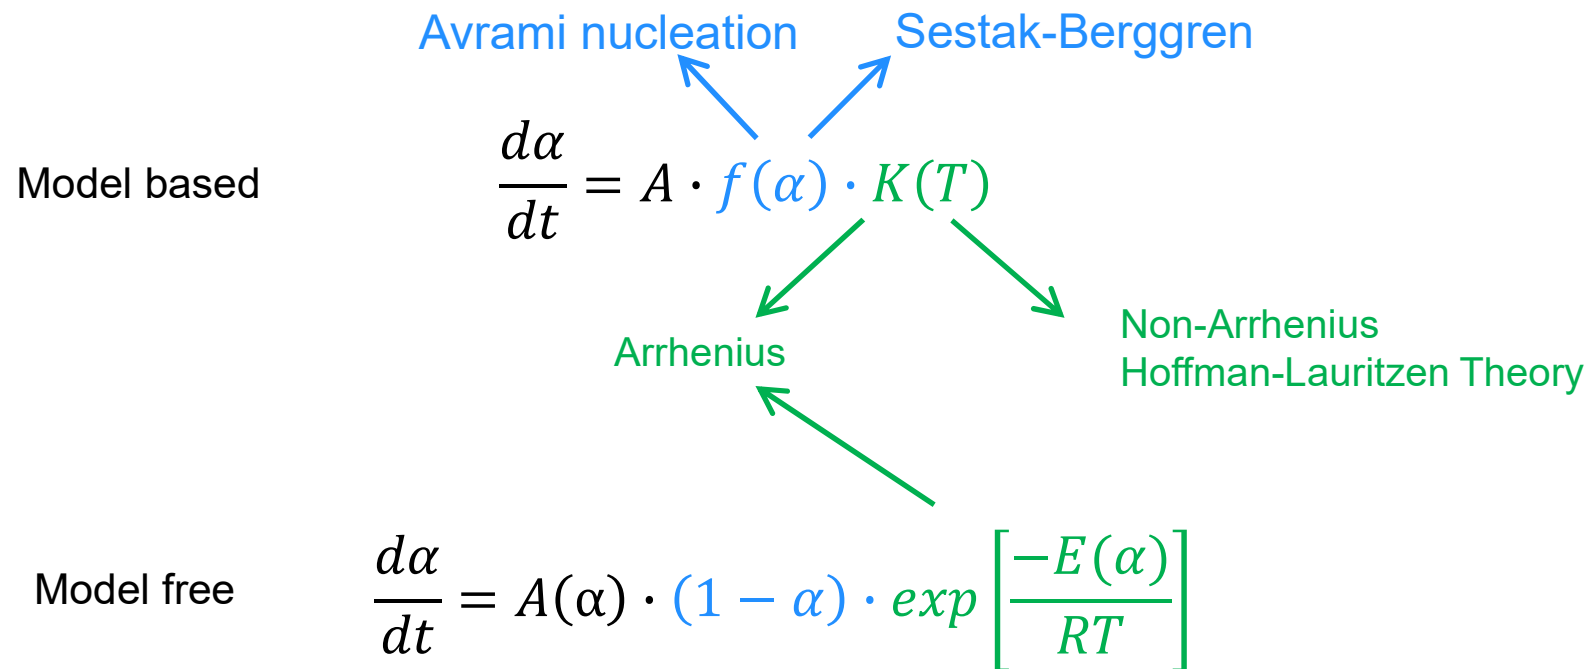 Avrami nucleation
Sestak-Berggren
Model based
dα/dt = A · f(α) · K(T)
Arrhenius
Non-Arrhenius
Hoffman-Lauritzen Theory
Model free
dα/dt = A(α) · (1 − α) · exp[−E(α)/RT]